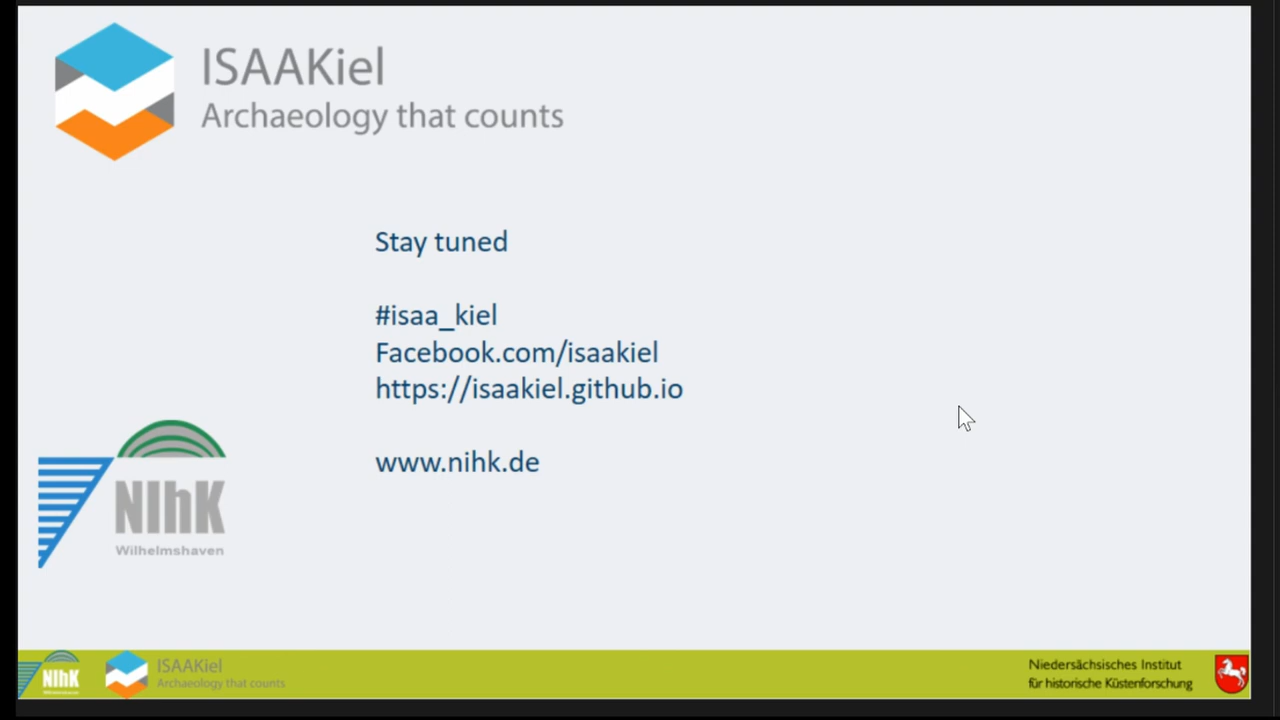 ISAAKiel
Archaeology that counts
Stay tuned
#isaa_kiel
Facebook.com/isaakiel
https://isaakiel.github.io
www.nihk.de
NIhK
Wilhelmshaven
NIhK
Wilhelmshaven
ISAAKiel
Archaeology that counts
Niedersächsisches Institut
für historische Küstenforschung